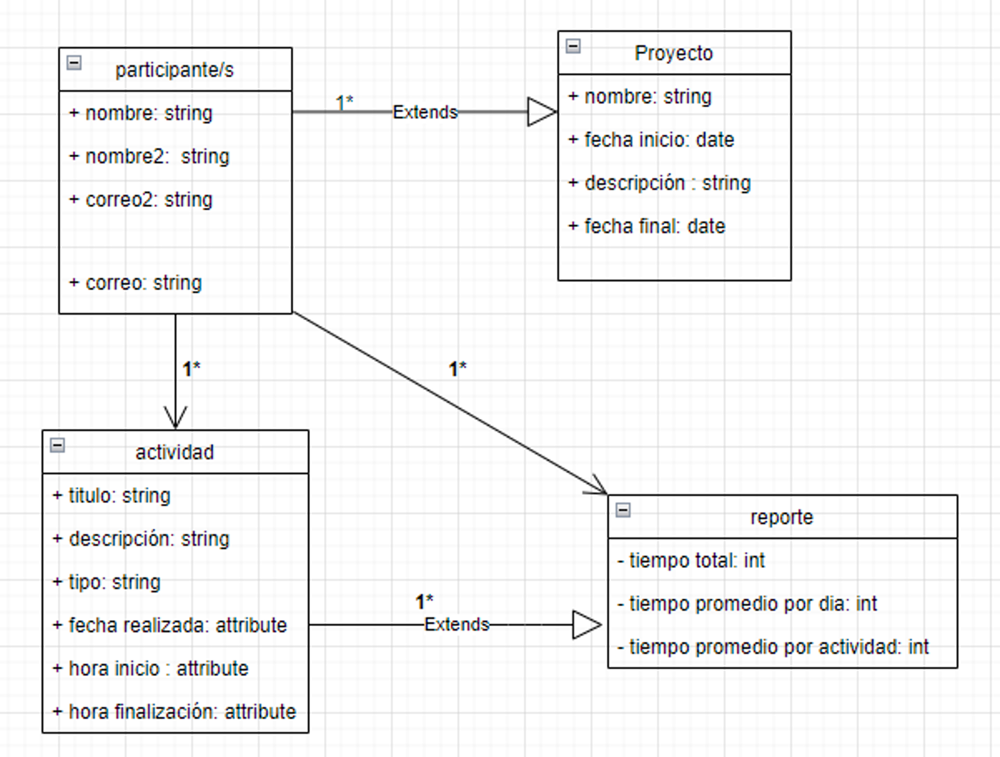 participante/s
+ nombre: string
+ nombre2: string
+ correo2: string
+ correo: string
1*
Extends
Proyecto
+ nombre: string
+ fecha inicio: date
+ descripción : string
+ fecha final: date
1*
1*
actividad
+ titulo: string
+ descripción: string
+ tipo: string
+ fecha realizada: attribute
+ hora inicio : attribute
+ hora finalización: attribute
1*
Extends
reporte
- tiempo total: int
- tiempo promedio por dia: int
- tiempo promedio por actividad: int